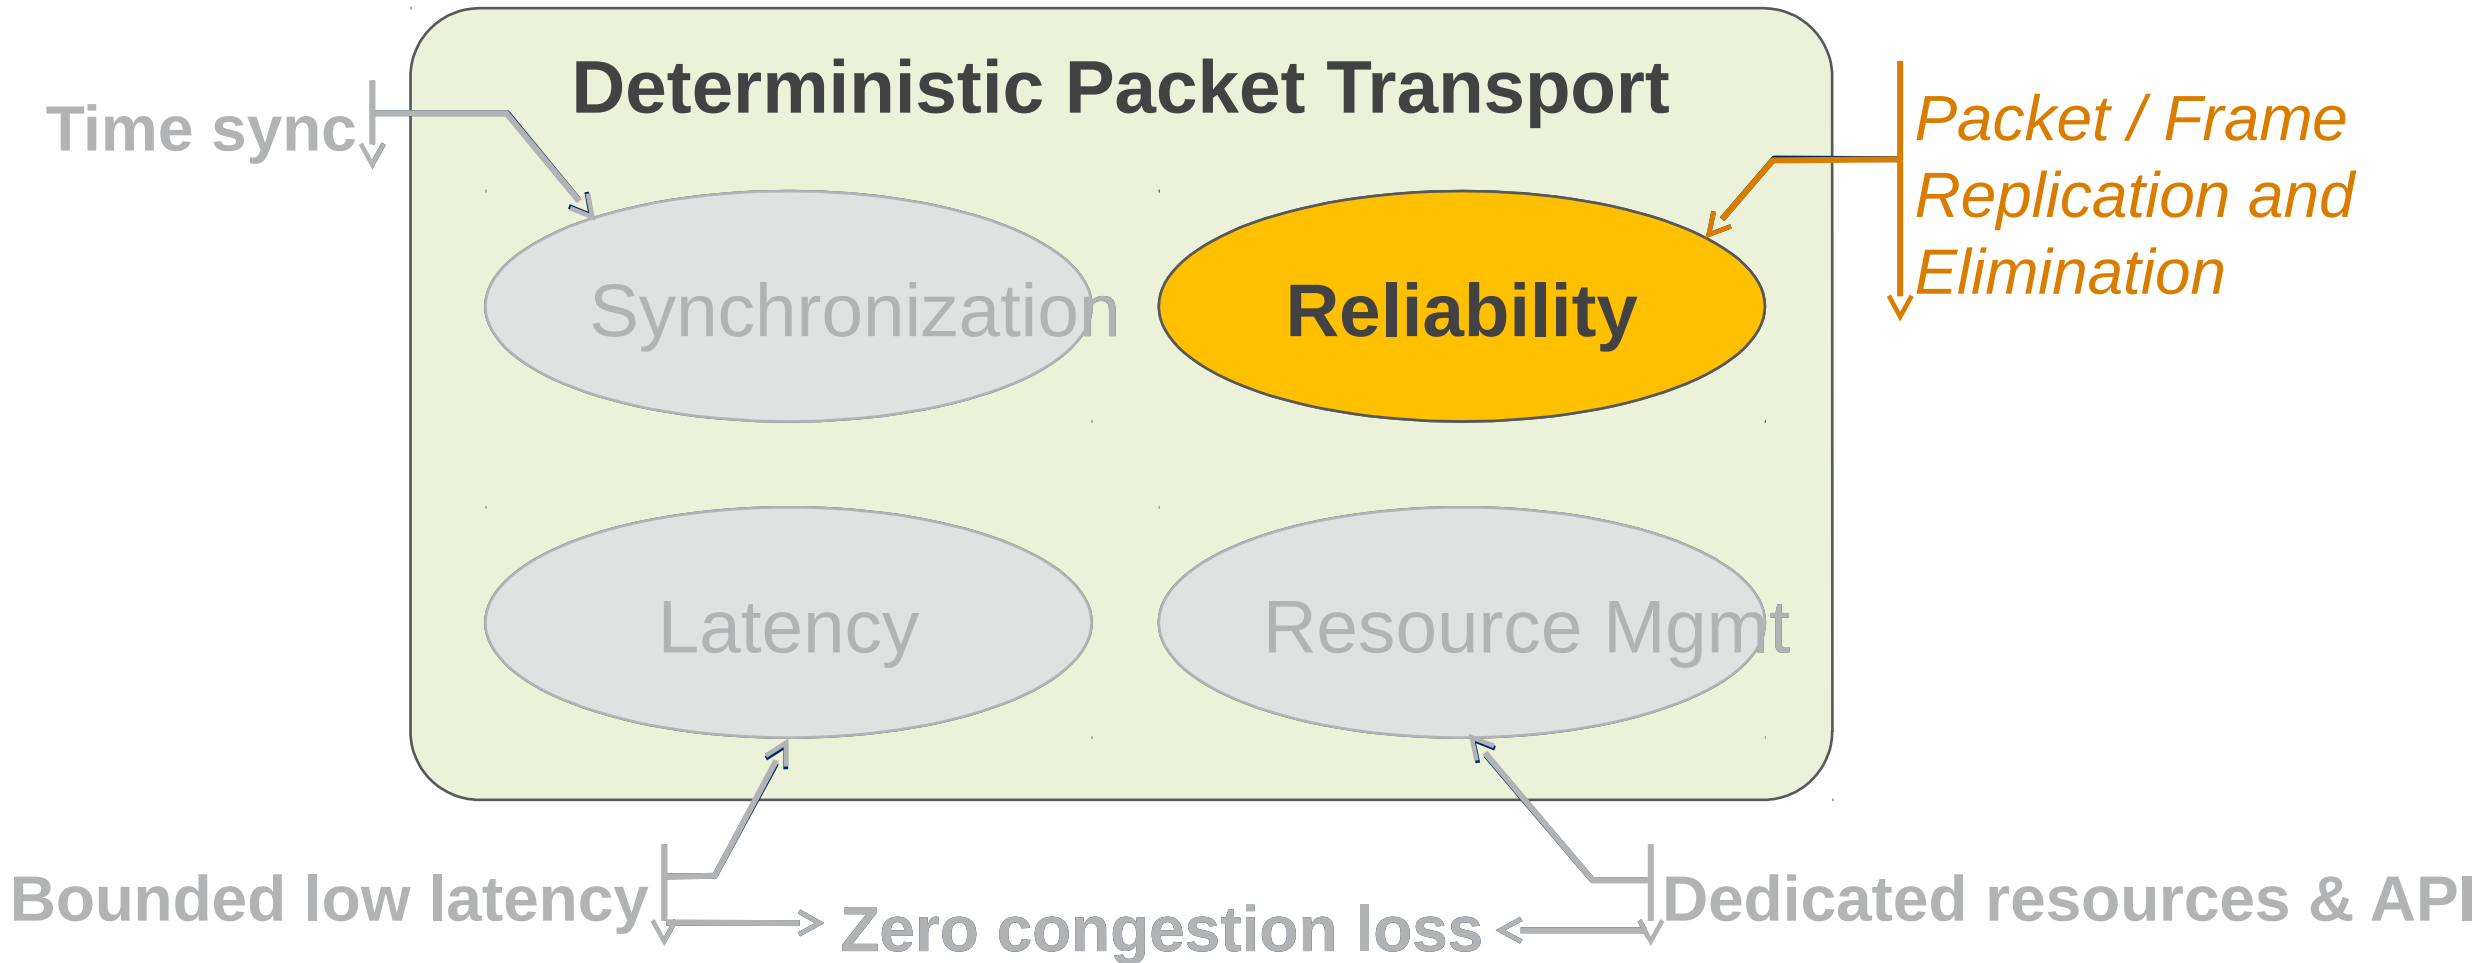 Deterministic Packet Transport
Time sync
Packet / Frame
Replication and
Elimination
Synchronization
Reliability
Latency
Resource Mgmt
Bounded low latency
Zero congestion loss
Dedicated resources & API